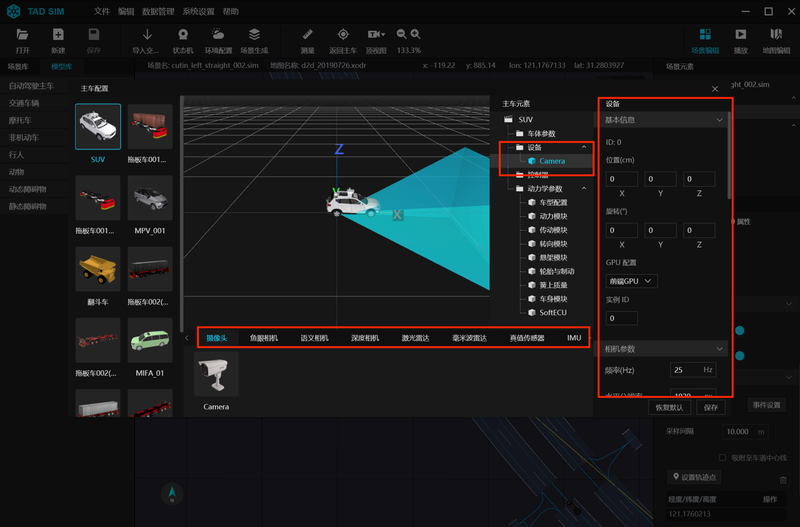 TAD SIM 文件 编辑 数据管理 系统设置 帮助
打开 新建 保存 导入交... 状态机 环境配置 场景生成 测量 返回主车 顶视图 133.3% 场景编辑 播放 地图编辑
场景库 模型库 场景名: cutin_left_straight_002.sim 地图名称: d2d_20190726.xodr lon: 121.1767133 lat: 31.2803927 x: -119.22 y: 885.14 场景元素
自动驾驶主车
交通车辆
摩托车
非机动车
行人
动物
动态障碍物
静态障碍物
主车配置
SUV 拖板车001...
拖板车001... MPV_001
翻斗车 拖板车002(...
拖板车002(... MIFA_01
Z
Y
X
主车元素
SUV
车体参数
设备
Camera
控制器
动力学参数
车型配置
动力模块
传动模块
转向模块
悬架模块
轮胎与制动
簧上质量
车身模块
SoftECU
摄像头 鱼眼相机 语义相机 深度相机 激光雷达 毫米波雷达 真值传感器 IMU
Camera
设备
基本信息
ID: 0
位置(cm)
0 0 0
X Y Z
旋转(°)
0 0 0
X Y Z
GPU 配置
前端GPU
实例 ID
0
相机参数
频率(Hz) 25 Hz
恢复默认 保存
ght_002.sim
属性
事件设置
采样间隔 10.000 m
吸附至车道中心线
设置轨迹点
经度/纬度/高度 操作
121.1760213
N